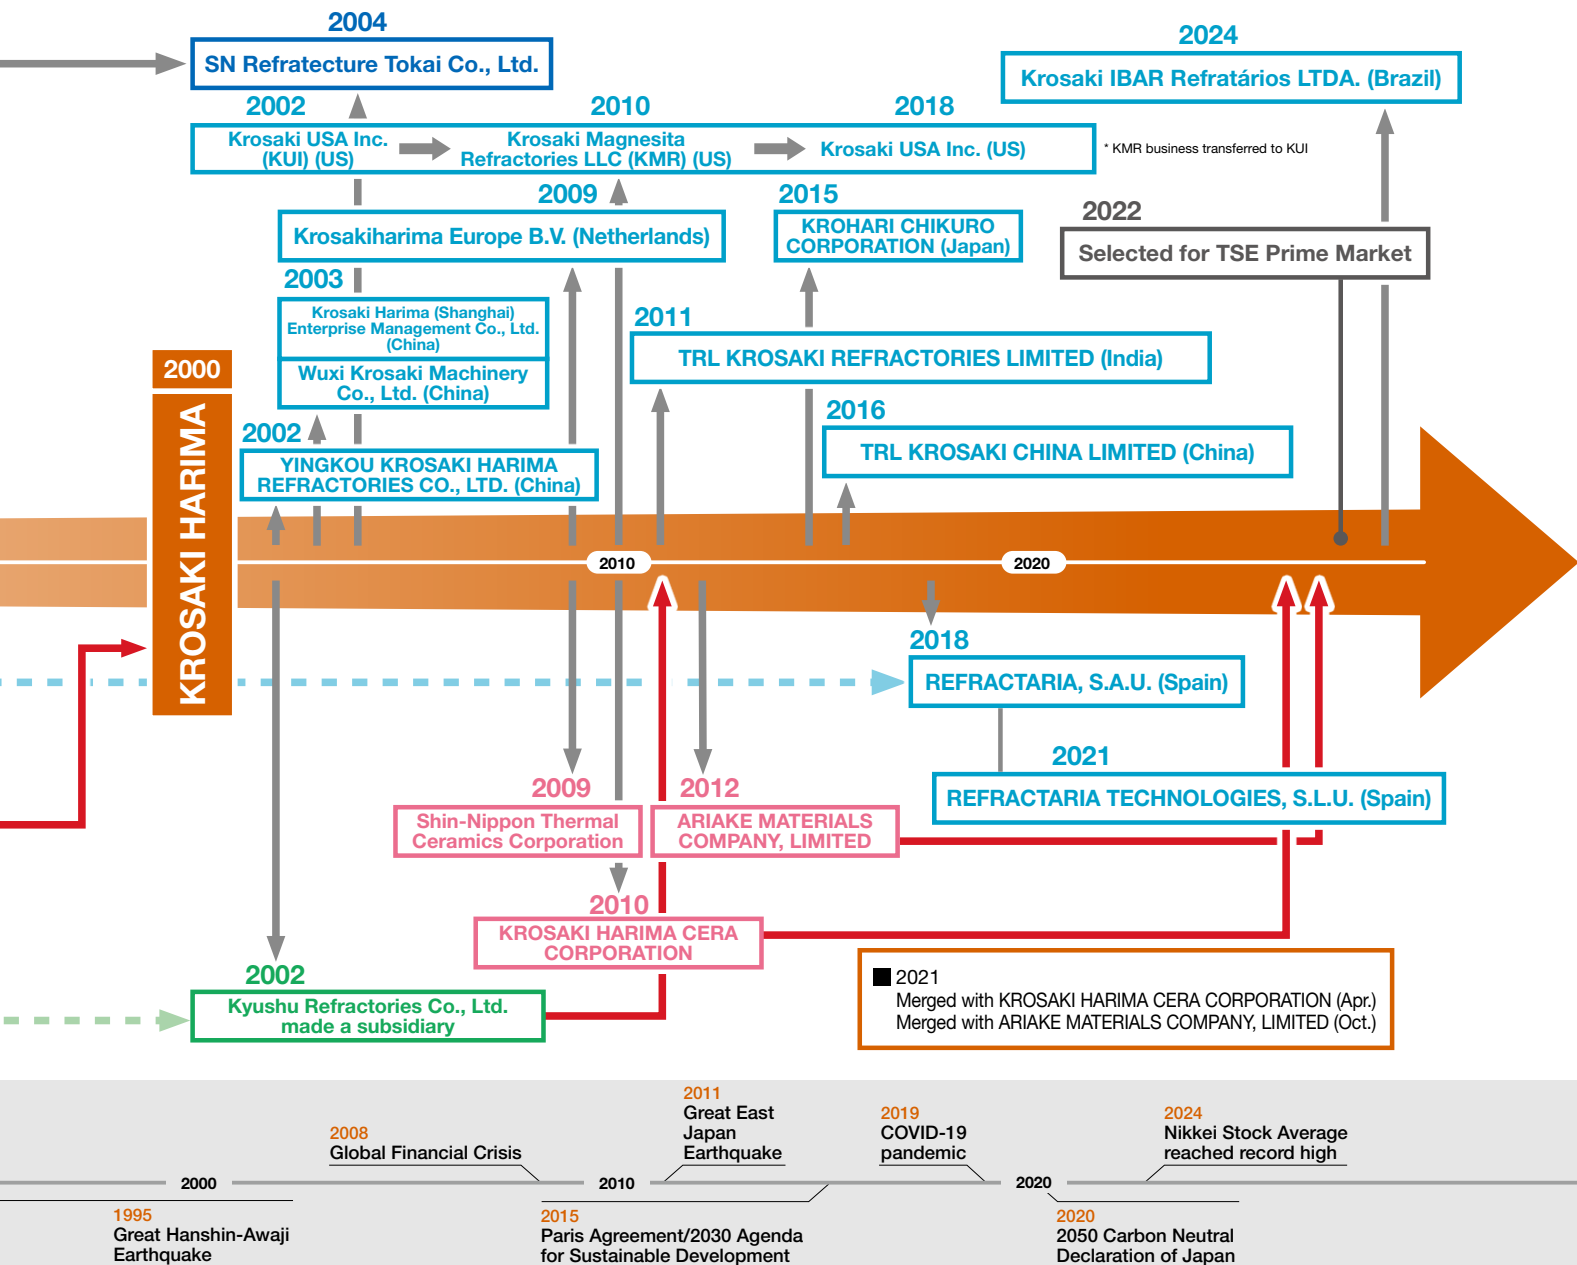 2004
SN Refratecture Tokai Co., Ltd.
2024
Krosaki IBAR Refratários LTDA. (Brazil)
2002
Krosaki USA Inc.
(KUI) (US)
2010
Krosaki Magnesita
Refractories LLC (KMR) (US)
2018
Krosaki USA Inc. (US)
* KMR business transferred to KUI
2009
Krosakiharima Europe B.V. (Netherlands)
2015
KROHARI CHIKURO
CORPORATION (Japan)
2022
Selected for TSE Prime Market
2003
Krosaki Harima (Shanghai)
Enterprise Management Co., Ltd.
(China)
Wuxi Krosaki Machinery
Co., Ltd. (China)
2011
TRL KROSAKI REFRACTORIES LIMITED (India)
2000
KROSAKI HARIMA
2002
YINGKOU KROSAKI HARIMA
REFRACTORIES CO., LTD. (China)
2016
TRL KROSAKI CHINA LIMITED (China)
2010
2020
2018
REFRACTARIA, S.A.U. (Spain)
2021
REFRACTARIA TECHNOLOGIES, S.L.U. (Spain)
2009
Shin-Nippon Thermal
Ceramics Corporation
2012
ARIAKE MATERIALS
COMPANY, LIMITED
2010
KROSAKI HARIMA CERA
CORPORATION
2002
Kyushu Refractories Co., Ltd.
made a subsidiary
■ 2021
Merged with KROSAKI HARIMA CERA CORPORATION (Apr.)
Merged with ARIAKE MATERIALS COMPANY, LIMITED (Oct.)
2008
Global Financial Crisis
2011
Great East
Japan
Earthquake
2019
COVID-19
pandemic
2024
Nikkei Stock Average
reached record high
2000
2010
2020
1995
Great Hanshin-Awaji
Earthquake
2015
Paris Agreement/2030 Agenda
for Sustainable Development
2020
2050 Carbon Neutral
Declaration of Japan